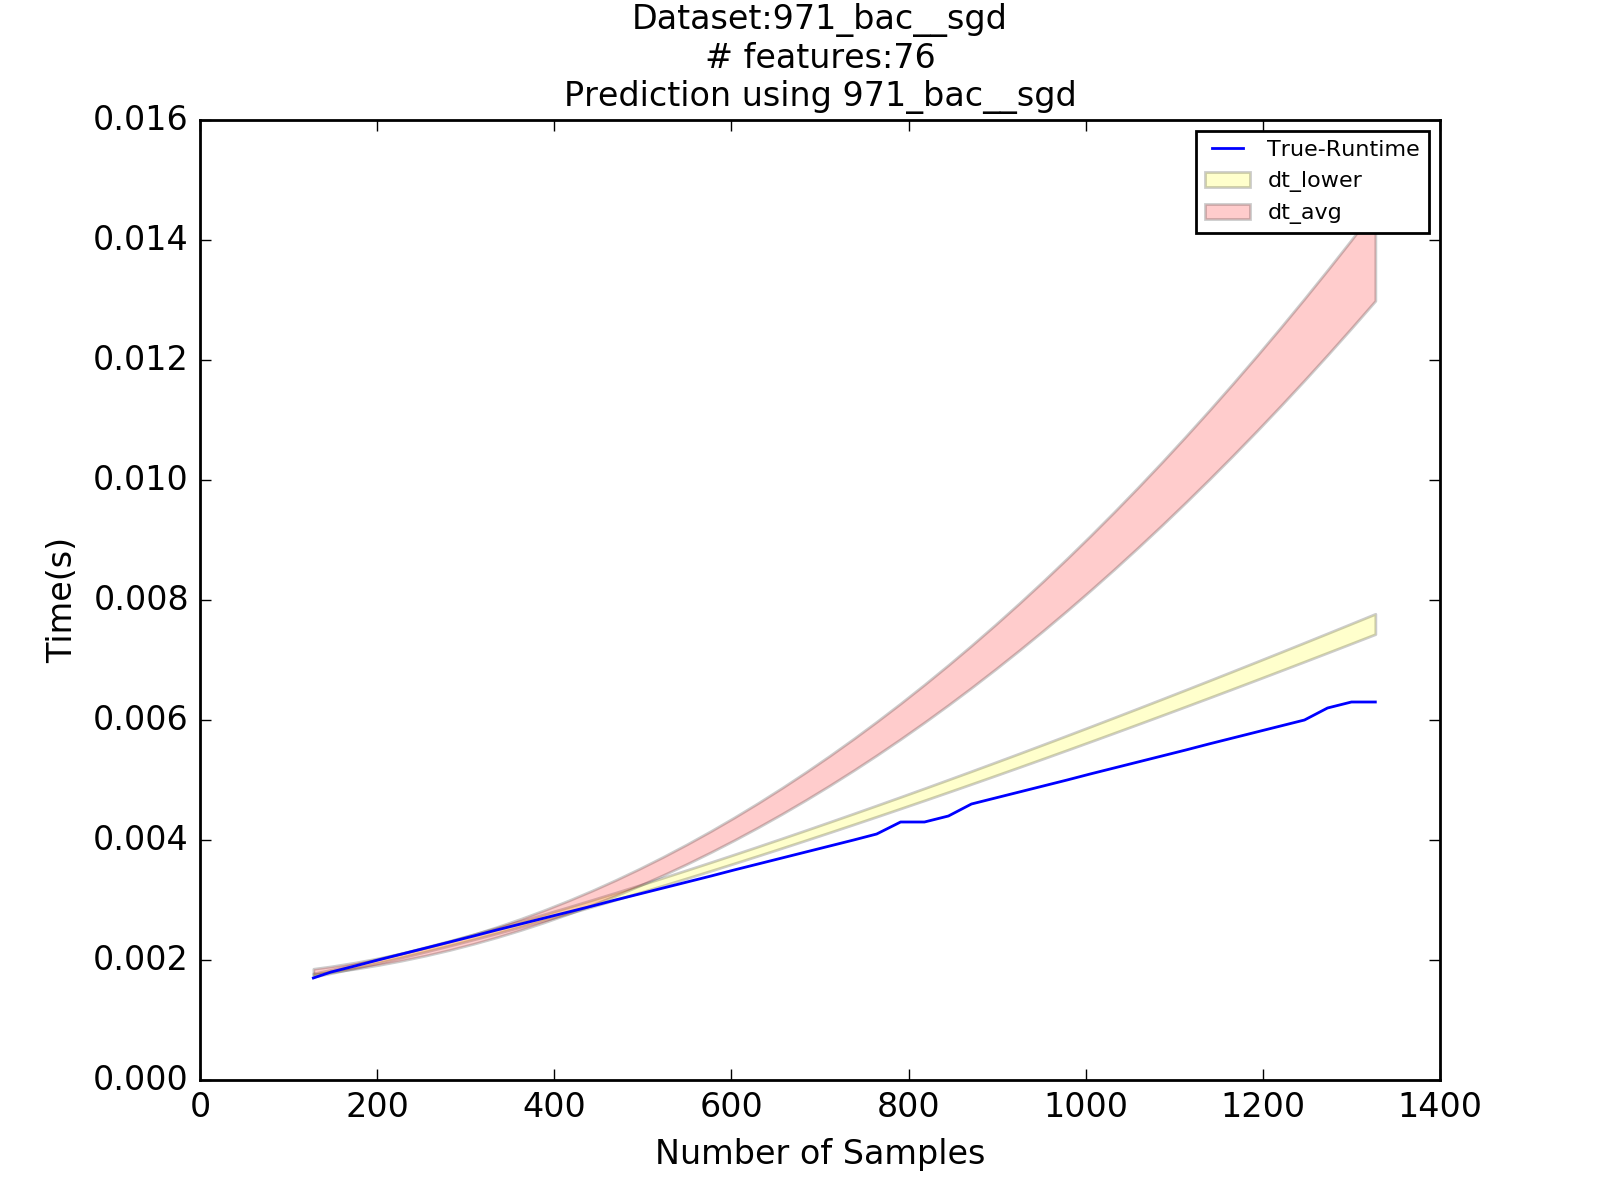 Dataset:971_bac__sgd
# features:76
Prediction using 971_bac__sgd
0.016
0.014
0.012
0.010
0.008
0.006
0.004
0.002
0.000
Time(s)
True-Runtime
dt_lower
dt_avg
0 200 400 600 800 1000 1200 1400
Number of Samples